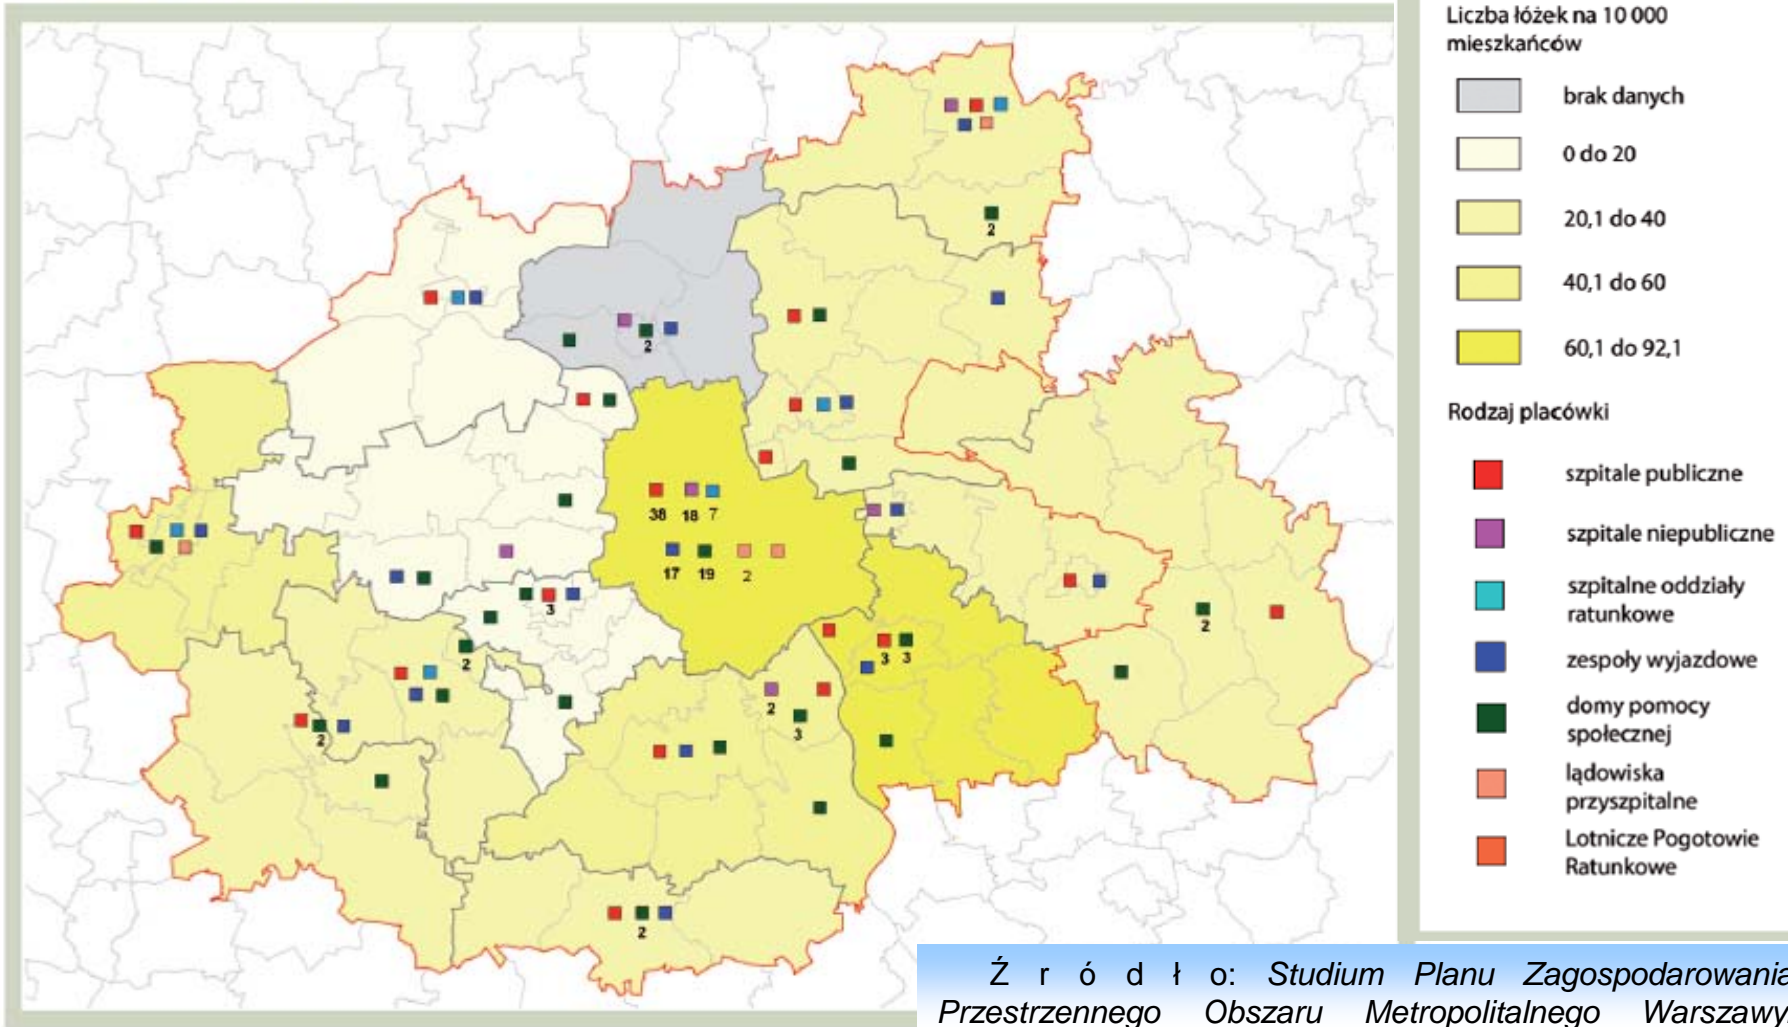 Liczba łóżek na 10 000
mieszkańców
brak danych
0 do 20
20,1 do 40
40,1 do 60
60,1 do 92,1
Rodzaj placówki
szpitale publiczne
szpitale niepubliczne
szpitalne oddziały
ratunkowe
zespoły wyjazdowe
domy pomocy
społecznej
lądowiska
przyszpitalne
Lotnicze Pogotowie
Ratunkowe
2
2
38 18 7
17 19 2
3
2
2
3 3
2
2
3
2
Ź r ó d ł o: Studium Planu Zagospodarowania
Przestrzennego Obszaru Metropolitalnego Warszawy.